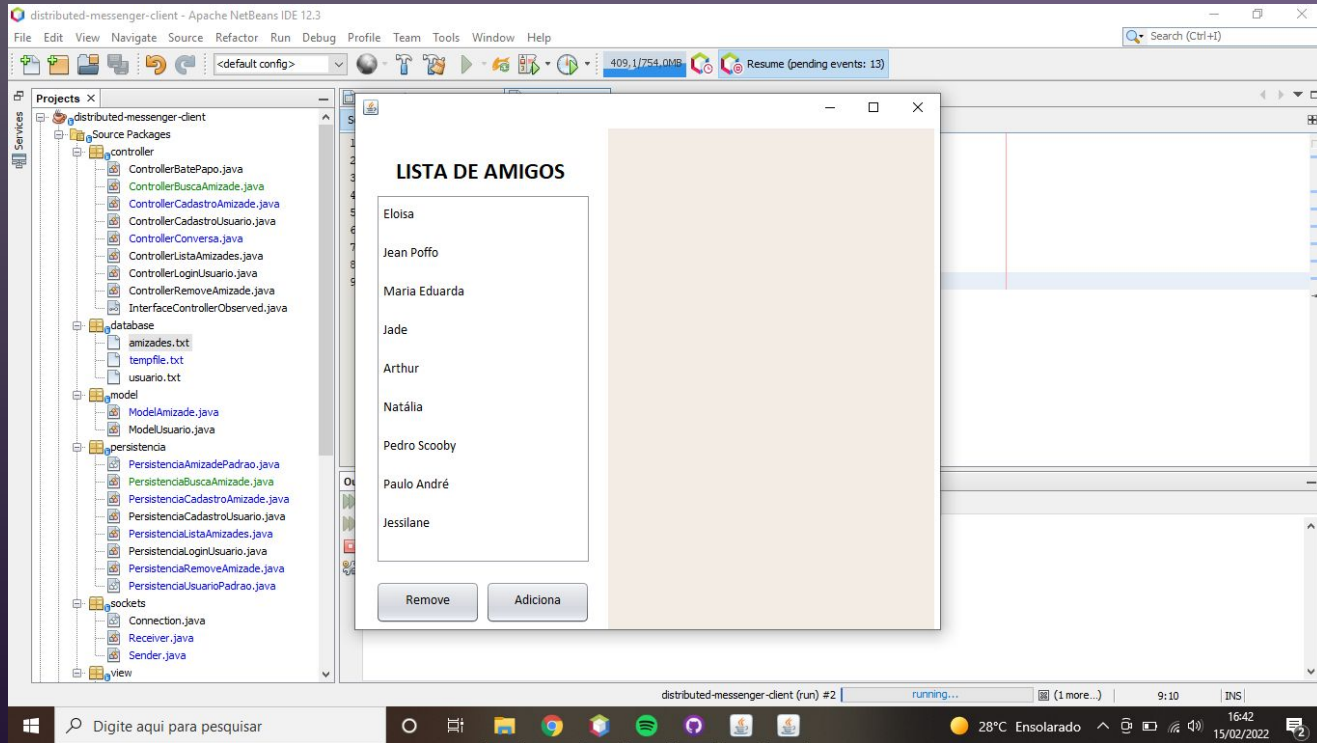 distributed-messenger-client - Apache NetBeans IDE 12.3
File Edit View Navigate Source Refactor Run Debug Profile Team Tools Window Help
Search (Ctrl+I)
<default config>
409,1/754,0MB
Resume (pending events: 13)
Services
Projects
distributed-messenger-client
Source Packages
controller
ControllerBatePapo.java
ControllerBuscaAmizade.java
ControllerCadastroAmizade.java
ControllerCadastroUsuario.java
ControllerConversa.java
ControllerListaAmizades.java
ControllerLoginUsuario.java
ControllerRemoveAmizade.java
InterfaceControllerObserved.java
database
amizades.txt
tempfile.txt
usuario.txt
model
ModelAmizade.java
ModelUsuario.java
persistencia
PersistenciaAmizadePadrao.java
PersistenciaBuscaAmizade.java
PersistenciaCadastroAmizade.java
PersistenciaCadastroUsuario.java
PersistenciaListaAmizades.java
PersistenciaLoginUsuario.java
PersistenciaRemoveAmizade.java
PersistenciaUsuarioPadrao.java
sockets
Connection.java
Receiver.java
Sender.java
view
LISTA DE AMIGOS
Eloisa
Jean Poffo
Maria Eduarda
Jade
Arthur
Natália
Pedro Scooby
Paulo André
Jessilane
Remove
Adiciona
distributed-messenger-client (run) #2
running...
(1 more...)
9:10
INS
Digite aqui para pesquisar
28°C Ensolarado
16:42
15/02/2022
2